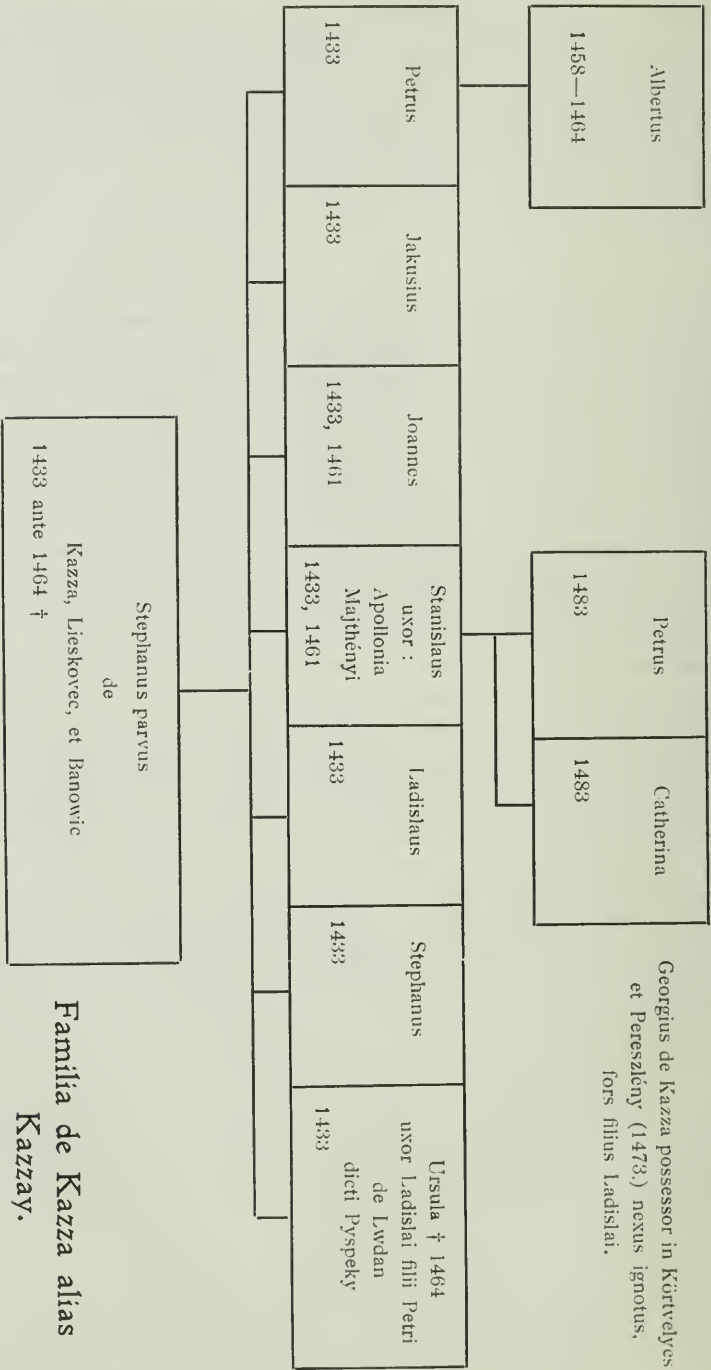 Albertus
1458—1464
Petrus
1483
Catherina
1483
Georgius de Kazza possessor in Körtvelyes
et Pereszlény (1473.) nexus ignotus,
fors filius Ladislai.
Petrus
1433
Jakusius
1433
Joannes
1433, 1461
Stanislaus
uxor :
Apollonia
Majthényi
1433, 1461
Ladislaus
1433
Stephanus
1433
Ursula † 1464
uxor Ladislai filii Petri
de Lwdan
dicti Pyspeky
1433
Stephanus parvus
de
Kazza, Lieskovec, et Banowic
1433 ante 1464 †
Familia de Kazza alias
Kazzay.